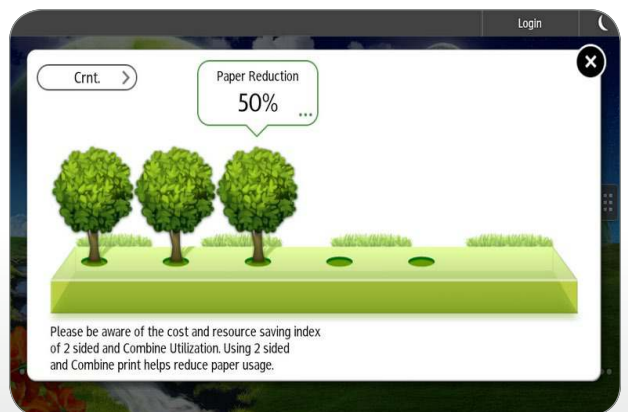 Login
Crnt.
Paper Reduction
50%
...
Please be aware of the cost and resource saving index
of 2 sided and Combine Utilization. Using 2 sided
and Combine print helps reduce paper usage.